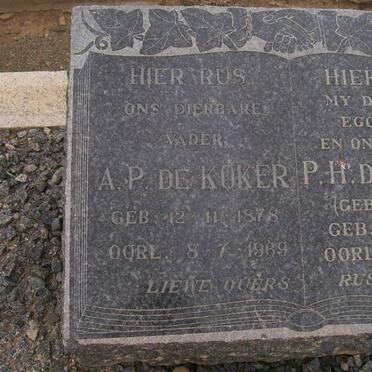 HIER RUS
ONS DIERBARE
VADER
A.P. DE KOKER
GEB. 12-11-1878
OORL. 8-7-1969
LIEWE OUERS
HIER
MY D
EGG
EN ON
P.H. D
(GEB
GEB.
OORL
RUS